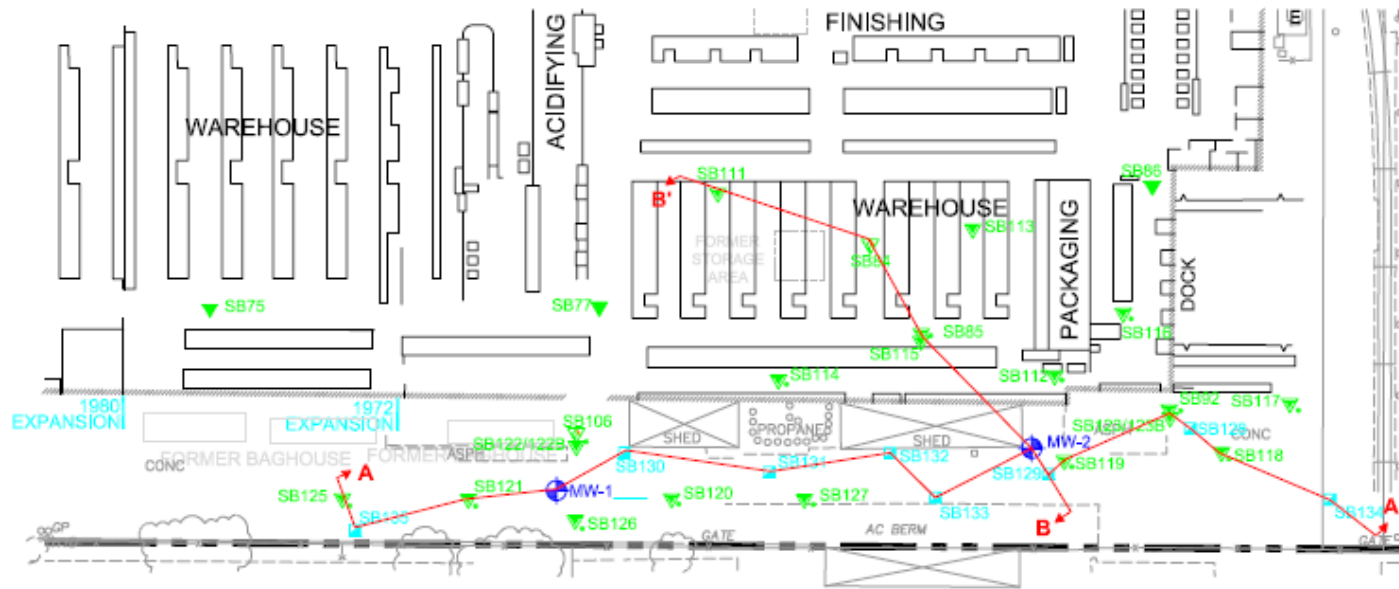 FINISHING
E
ACIDIFYING
WAREHOUSE
SB111
SB86
B'
WAREHOUSE
SB113
FORMER
STORAGE
AREA
SB84
PACKAGING
DOCK
SB75
SB77
SB85
SB115
SB116
SB114
SB112
1980
EXPANSION
1972
EXPANSION
SB106
SB122/122B
SHED
PROPANE
SHED
MW-2
SB92
SB117
SB128
CONC
CONC
FORMER BAGHOUSE
ASPH
SB130
SB131
SB132
SB129
SB119
SB118
A
SB125
SB121
MW-1
SB120
SB127
SB133
SB134
SB126
B
A
GP
GATE
AC BERM
GATE